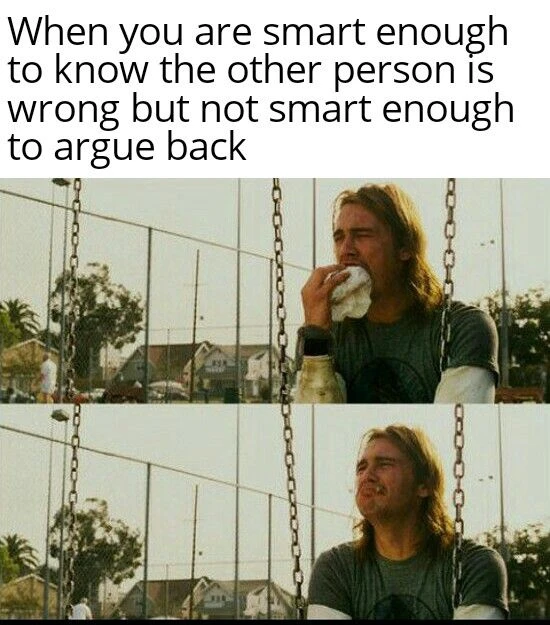 When you are smart enough
to know the other person is
wrong but not smart enough
to argue back